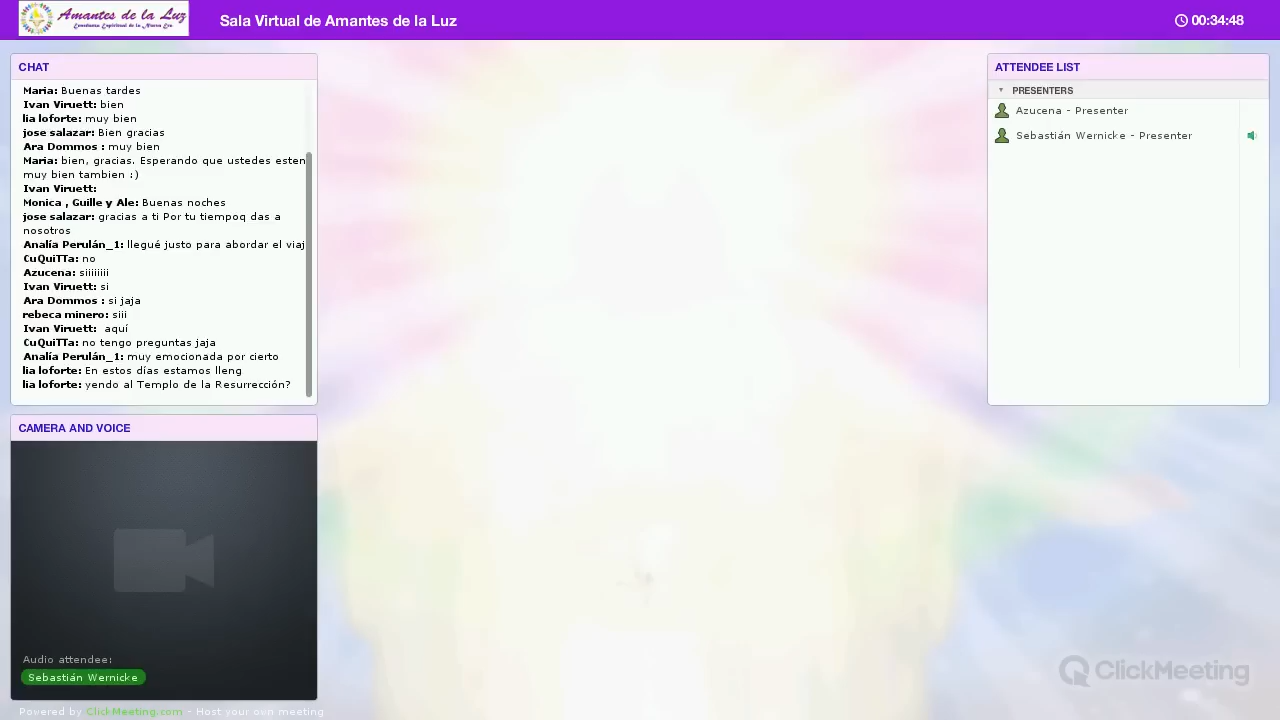 Amantes de la Luz
Enseñanza Espiritual de la Nueva Era
Sala Virtual de Amantes de la Luz
00:34:48
CHAT
Maria: Buenas tardes
Ivan Viruett: bien
lia loforte: muy bien
jose salazar: Bien gracias
Ara Dommos : muy bien
Maria: bien, gracias. Esperando que ustedes esten
muy bien tambien :)
Ivan Viruett:
Monica , Guille y Ale: Buenas noches
jose salazar: gracias a ti Por tu tiempoq das a
nosotros
Analía Perulán_1: llegué justo para abordar el viaj
CuQuiTTa: no
Azucena: siiiiiiii
Ivan Viruett: si
Ara Dommos : si jaja
rebeca minero: siii
Ivan Viruett:  aquí
CuQuiTTa: no tengo preguntas jaja
Analía Perulán_1: muy emocionada por cierto
lia loforte: En estos días estamos lleng
lia loforte: yendo al Templo de la Resurrección?
CAMERA AND VOICE
Audio attendee:
Sebastián Wernicke
Powered by ClickMeeting.com - Host your own meeting
ATTENDEE LIST
PRESENTERS
Azucena - Presenter
Sebastián Wernicke - Presenter
ClickMeeting